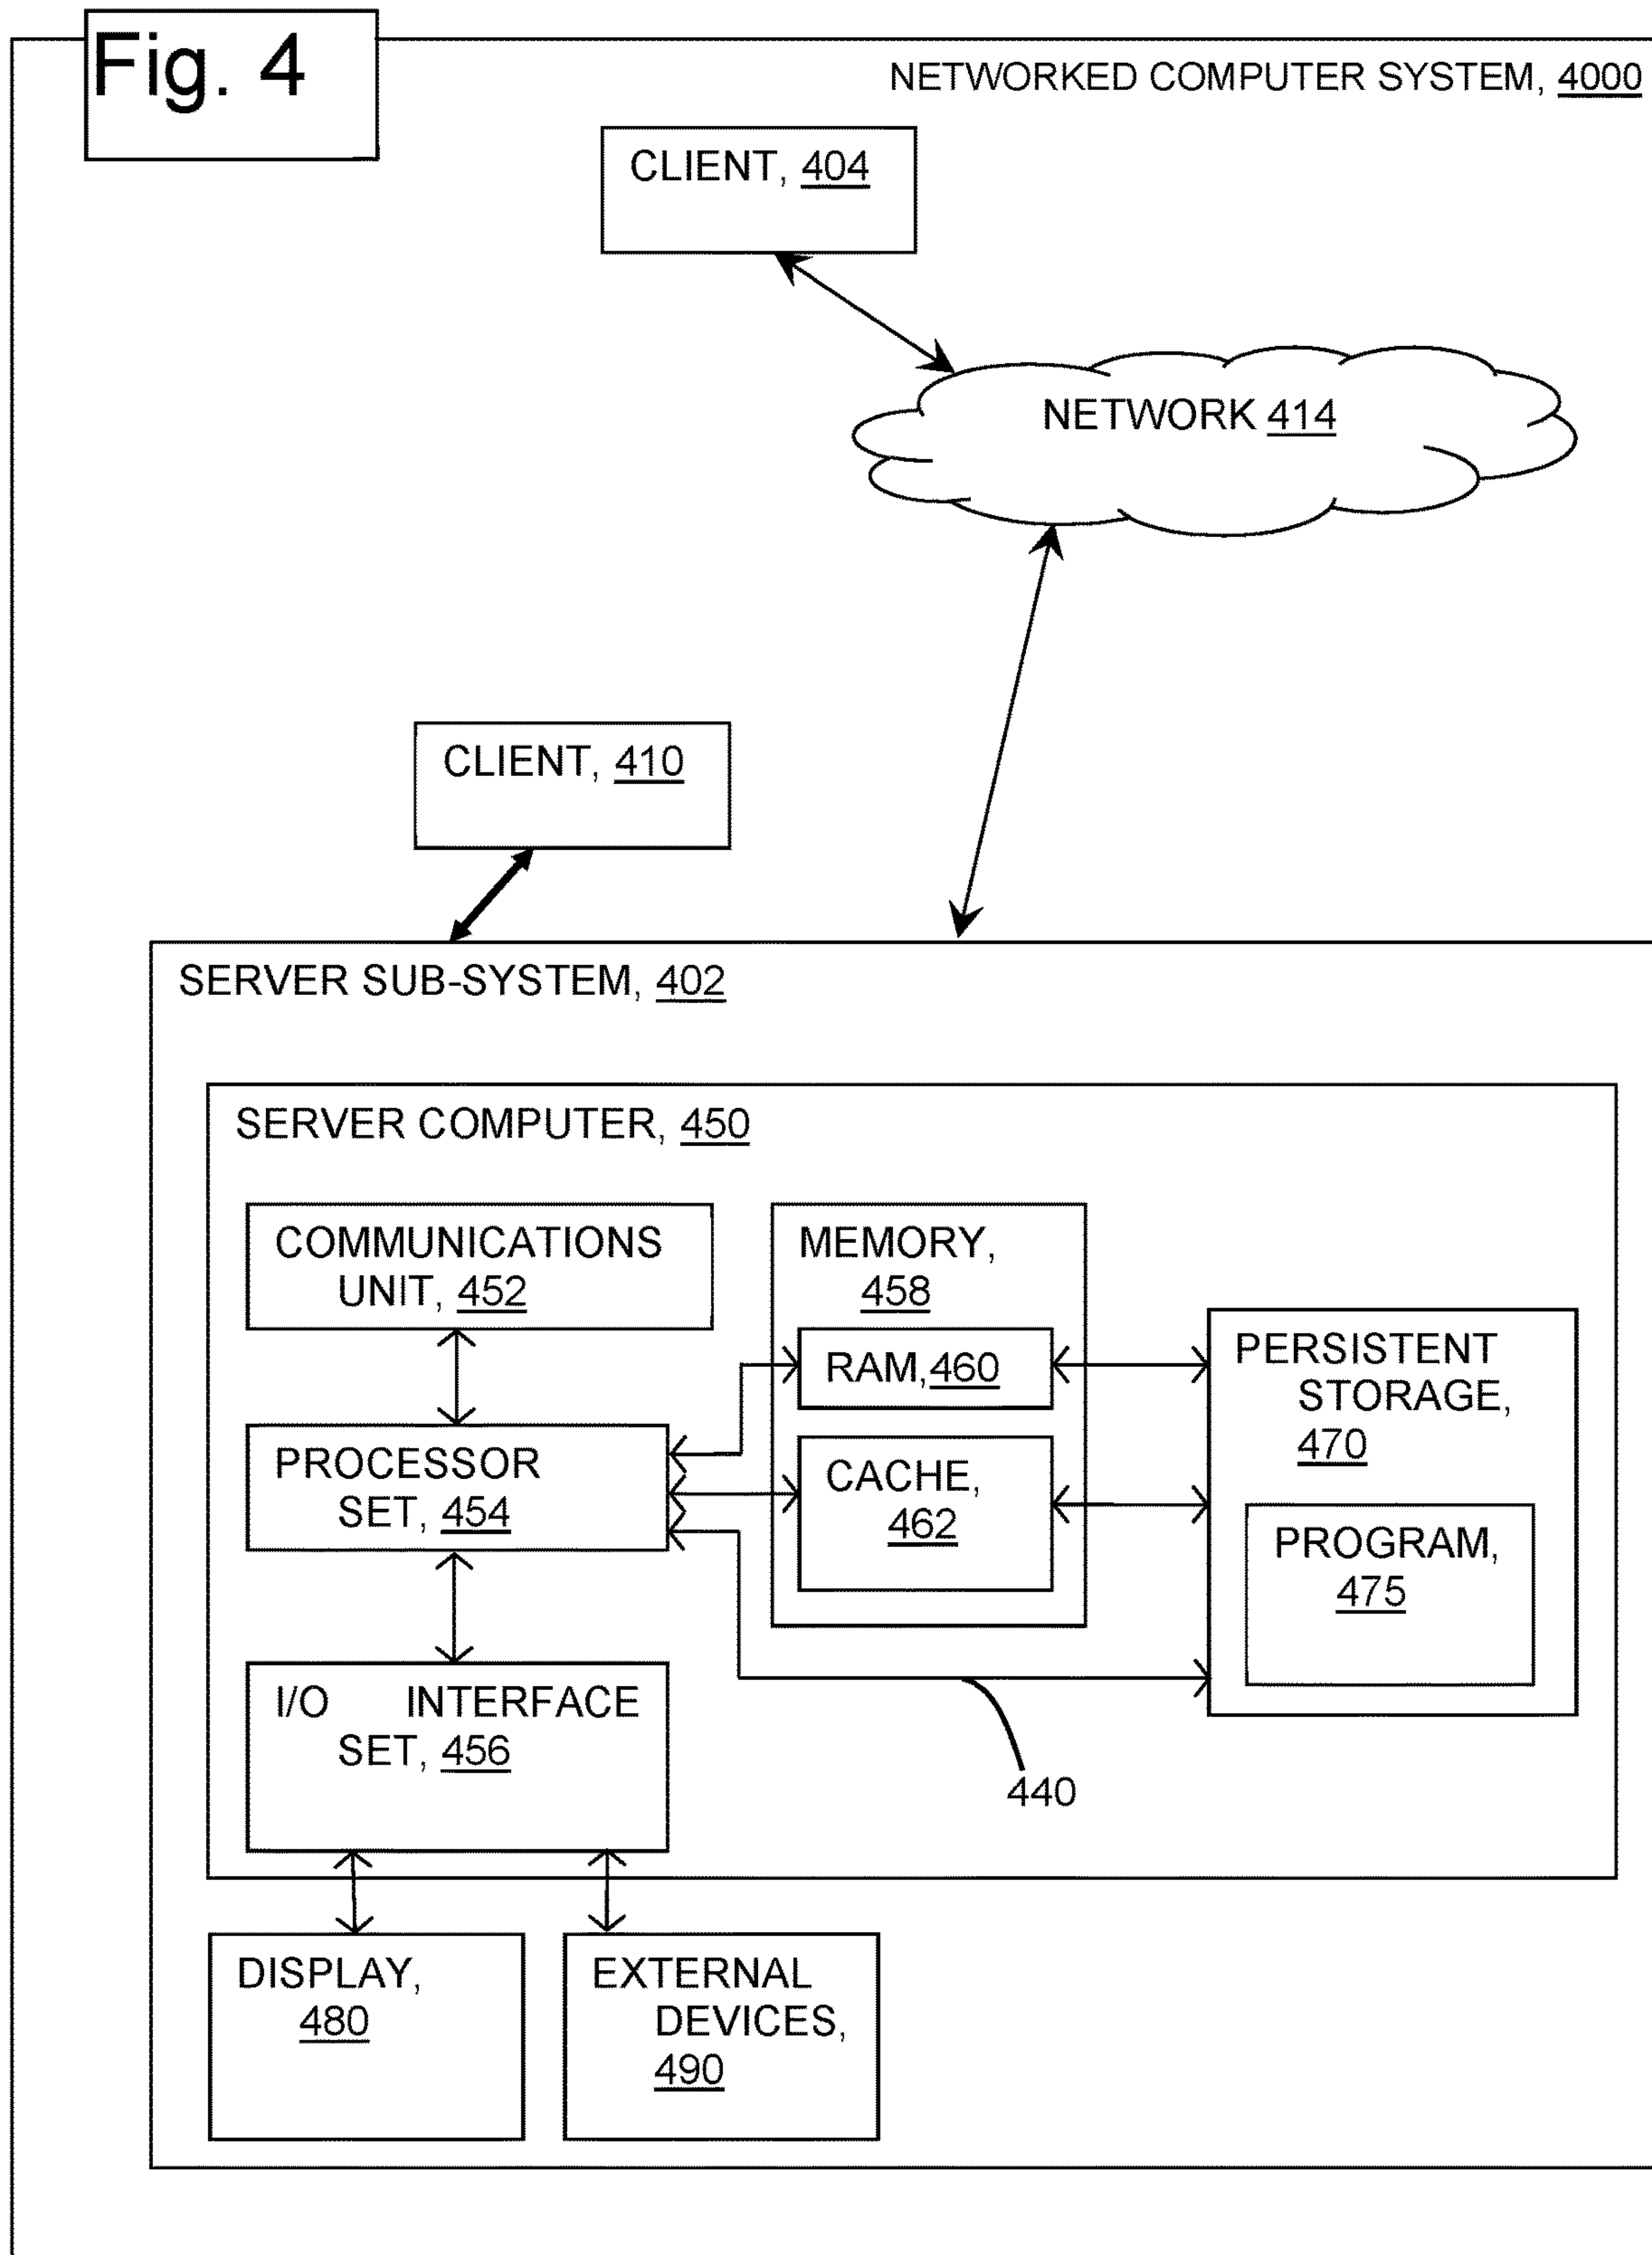 Fig. 4
NETWORKED COMPUTER SYSTEM, 4000
CLIENT, 404
NETWORK 414
CLIENT, 410
SERVER SUB-SYSTEM, 402
SERVER COMPUTER, 450
COMMUNICATIONS
UNIT, 452
MEMORY,
458
RAM,460
PERSISTENT
STORAGE,
470
PROCESSOR
SET, 454
CACHE,
462
PROGRAM,
475
I/O INTERFACE
SET, 456
440
DISPLAY,
480
EXTERNAL
DEVICES,
490